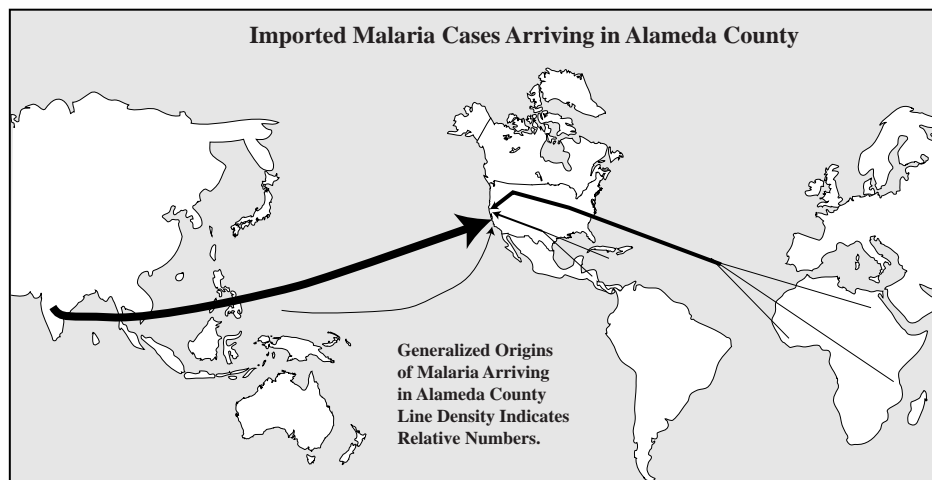 Imported Malaria Cases Arriving in Alameda County
Generalized Origins
of Malaria Arriving
in Alameda County
Line Density Indicates
Relative Numbers.